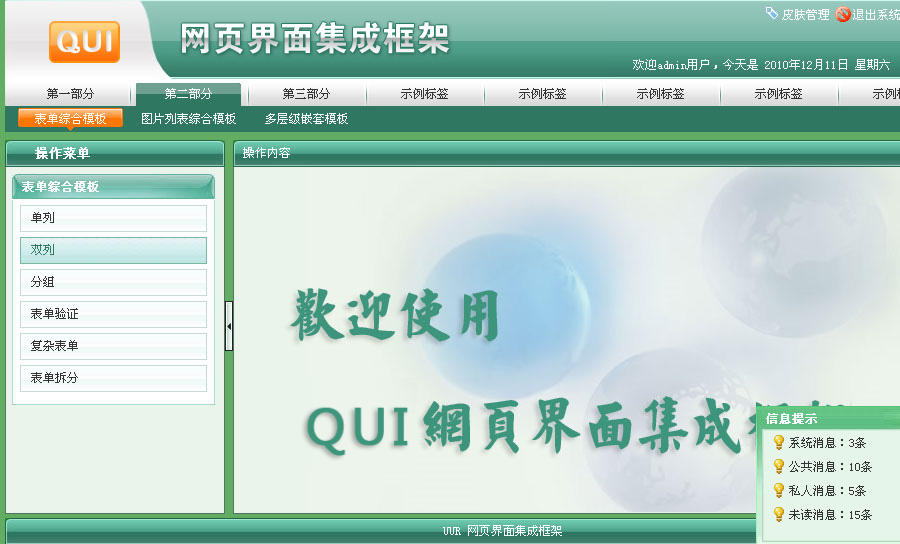 QUI
网页界面集成框架
皮肤管理 退出系统
欢迎admin用户，今天是 2010年12月11日 星期六
第一部分 第二部分 第三部分 示例标签 示例标签 示例标签 示例标签 示例
表单综合模板 图片列表综合模板 多层级嵌套模板
操作菜单
操作内容
表单综合模板
单列
双列
分组
表单验证
复杂表单
表单拆分
歡迎使用
QUI 網頁界面集成框
信息提示
系统消息：3条
公共消息：10条
私人消息：5条
未读消息：15条
UUR 网页界面集成框架